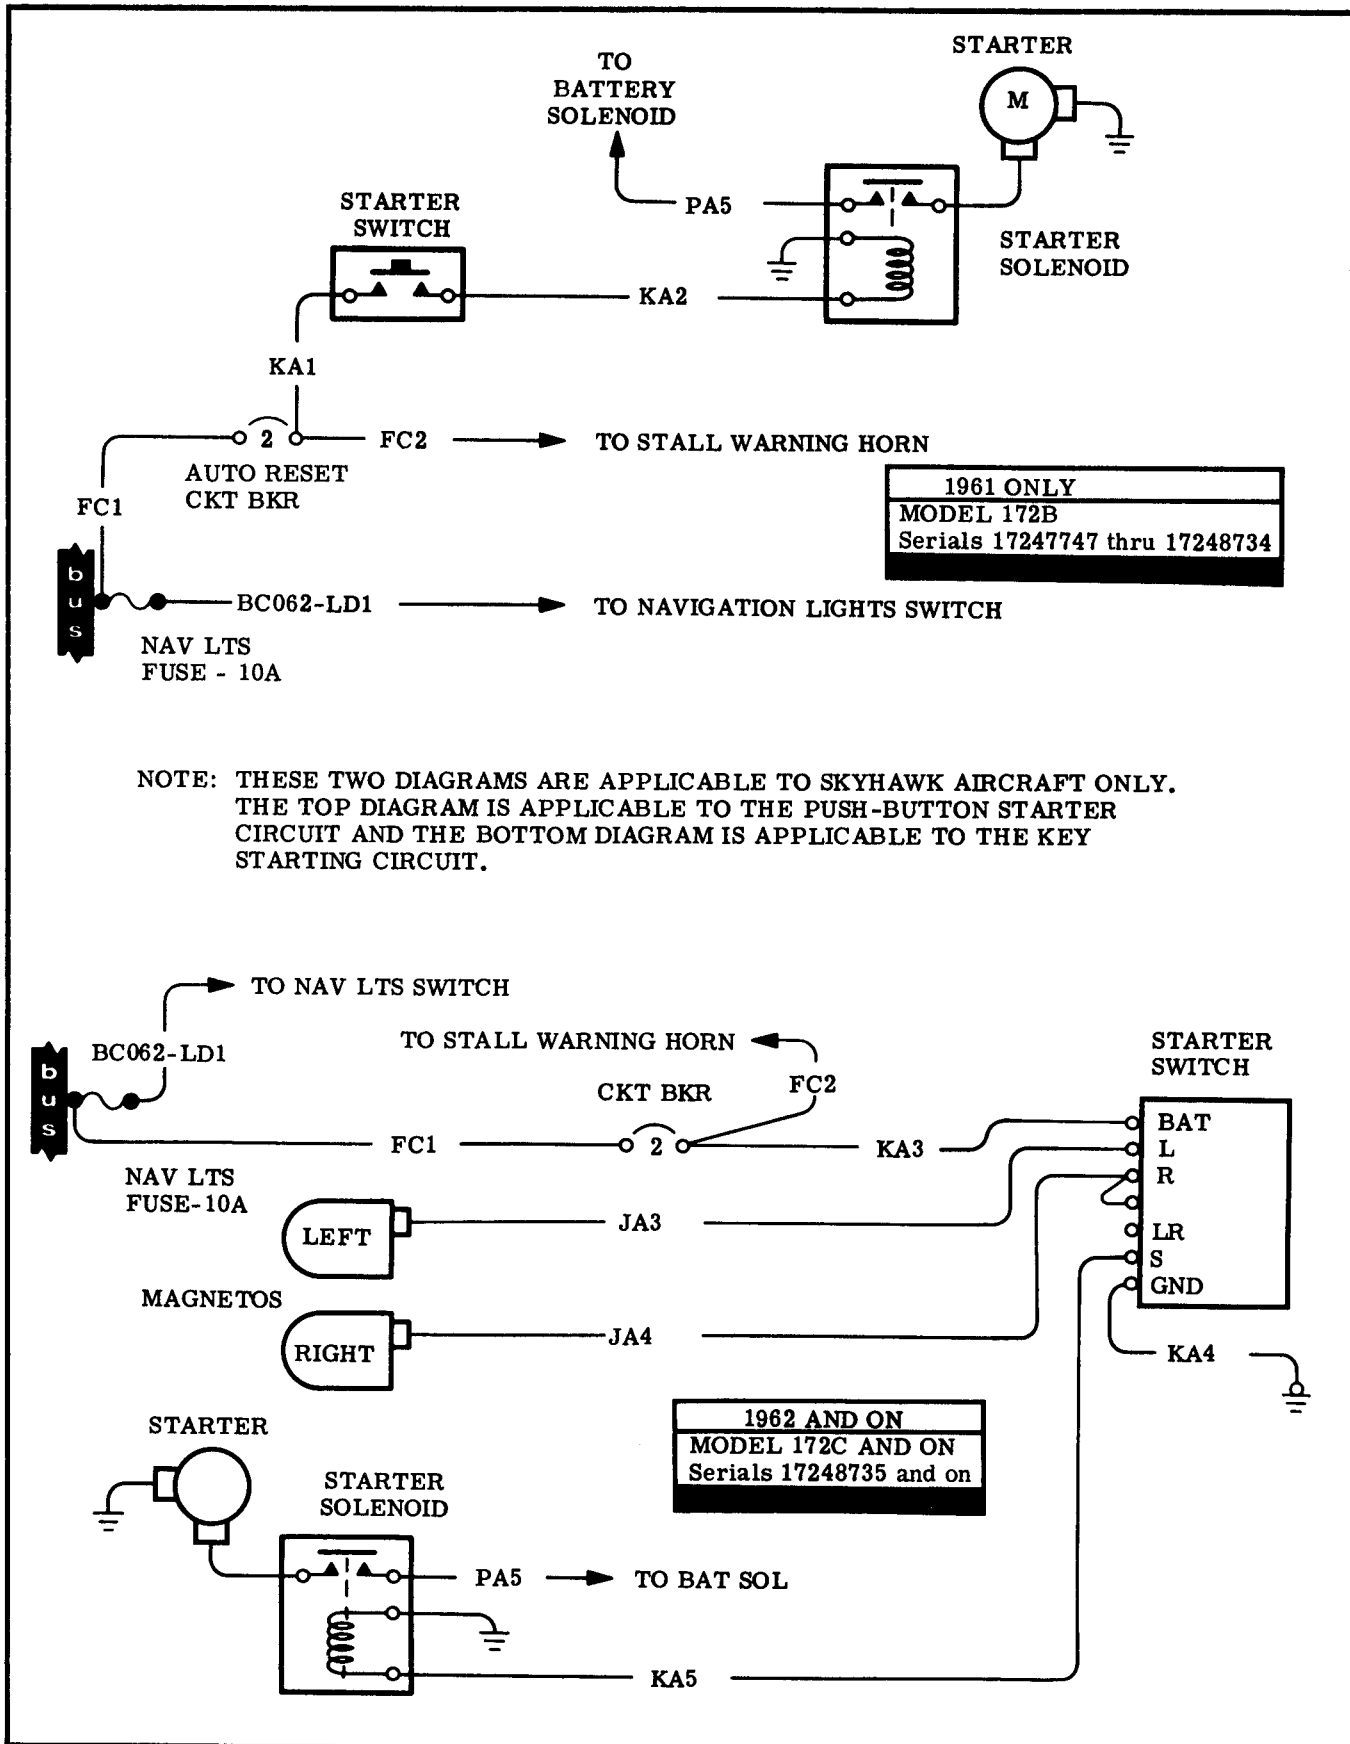 STARTER
TO
BATTERY
SOLENOID
M
STARTER
SWITCH
PA5
STARTER
SOLENOID
KA2
KA1
2
FC2
TO STALL WARNING HORN
AUTO RESET
CKT BKR
FC1
1961 ONLY
MODEL 172B
Serials 17247747 thru 17248734
bus
BC062-LD1
TO NAVIGATION LIGHTS SWITCH
NAV LTS
FUSE - 10A
NOTE: THESE TWO DIAGRAMS ARE APPLICABLE TO SKYHAWK AIRCRAFT ONLY.
THE TOP DIAGRAM IS APPLICABLE TO THE PUSH-BUTTON STARTER
CIRCUIT AND THE BOTTOM DIAGRAM IS APPLICABLE TO THE KEY
STARTING CIRCUIT.
TO NAV LTS SWITCH
BC062-LD1
TO STALL WARNING HORN
STARTER
SWITCH
bus
CKT BKR
FC2
BAT
FC1
2
KA3
L
NAV LTS
FUSE-10A
R
LEFT
JA3
LR
S
GND
MAGNETOS
RIGHT
JA4
KA4
1962 AND ON
MODEL 172C AND ON
Serials 17248735 and on
STARTER
STARTER
SOLENOID
PA5
TO BAT SOL
KA5